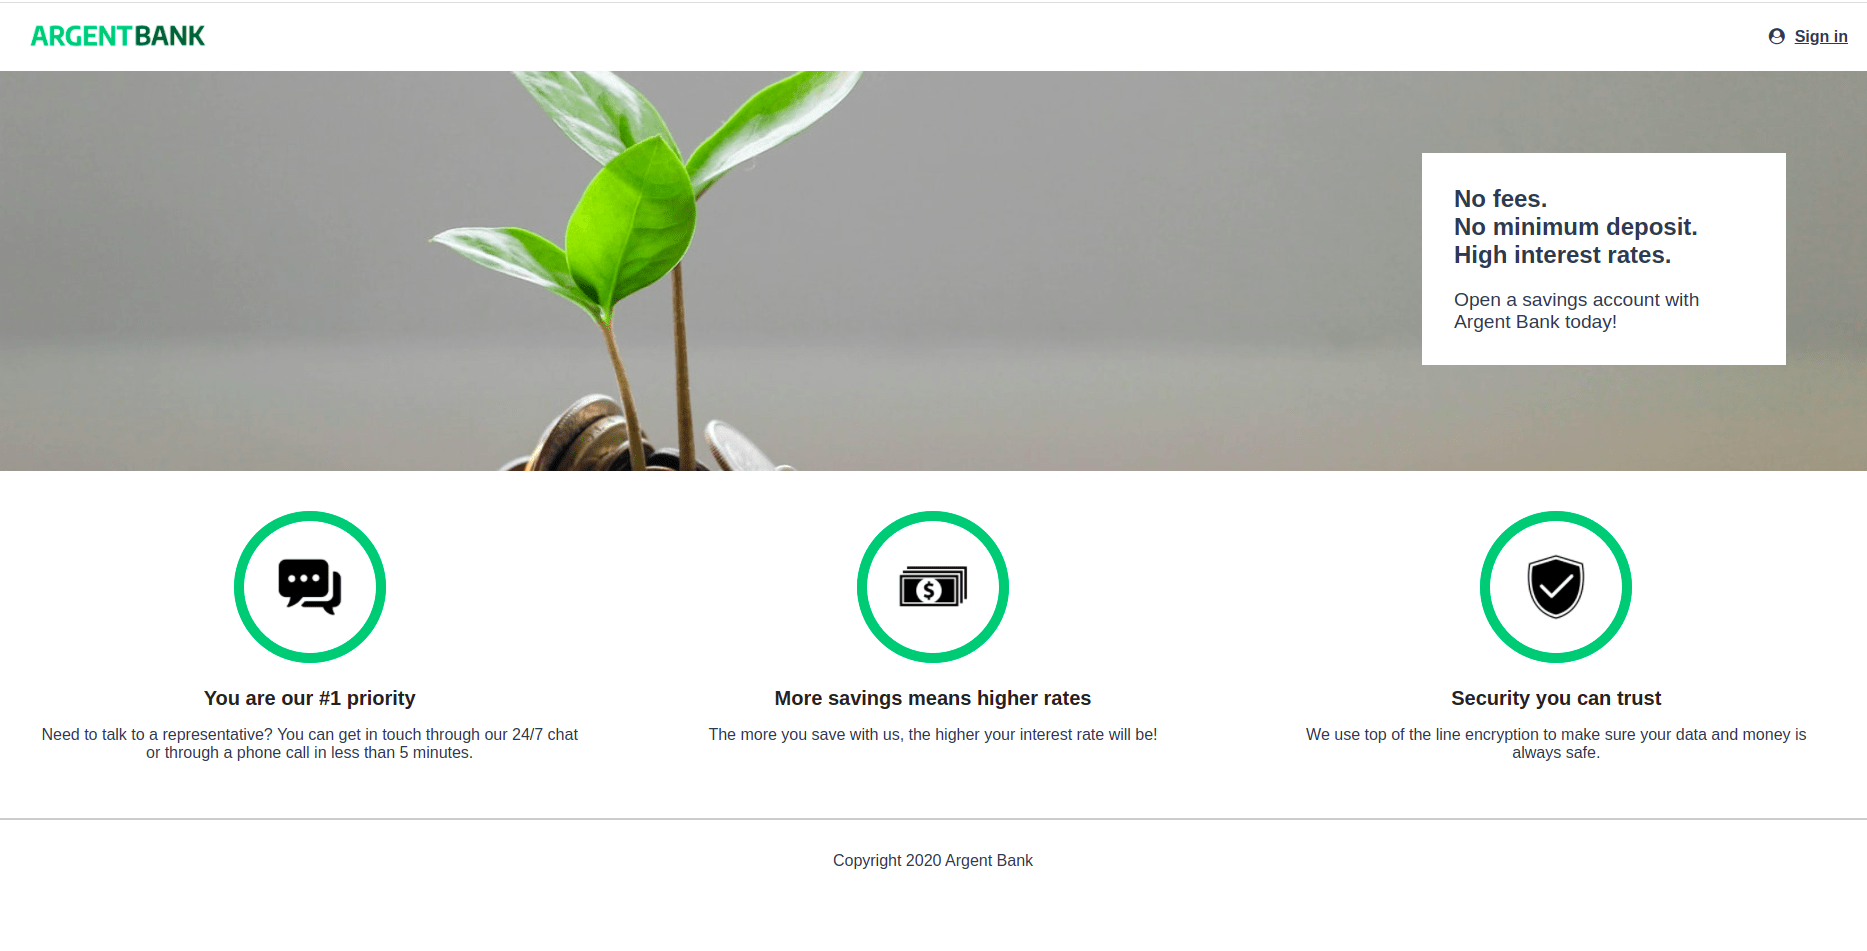 ARGENTBANK
Sign in
No fees.
No minimum deposit.
High interest rates.
Open a savings account with
Argent Bank today!
You are our #1 priority
Need to talk to a representative? You can get in touch through our 24/7 chat
or through a phone call in less than 5 minutes.
$
More savings means higher rates
The more you save with us, the higher your interest rate will be!
Security you can trust
We use top of the line encryption to make sure your data and money is
always safe.
Copyright 2020 Argent Bank